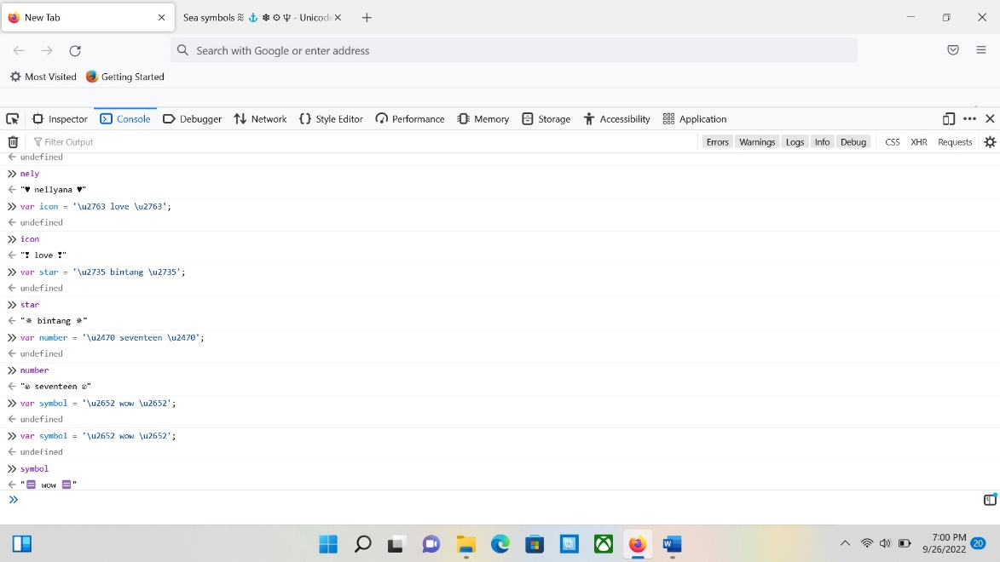 New Tab
Sea symbols ≋ ⚓ ❄ ⚙ Ψ - Unicode
Search with Google or enter address
Most Visited Getting Started
Inspector Console Debugger Network Style Editor Performance Memory Storage Accessibility Application
Filter Output Errors Warnings Logs Info Debug CSS XHR Requests
undefined
nely
"♥ nellyana ♥"
var icon = '\u2763 love \u2763';
undefined
icon
"❣ love ❣"
var star = '\u2735 bintang \u2735';
undefined
star
"✵ bintang ✵"
var number = '\u2470 seventeen \u2470';
undefined
number
"⑰ seventeen ⑰"
var symbol = '\u2652 wow \u2652';
undefined
var symbol = '\u2652 wow \u2652';
undefined
symbol
"♒ wow ♒"
7:00 PM
9/26/2022 20